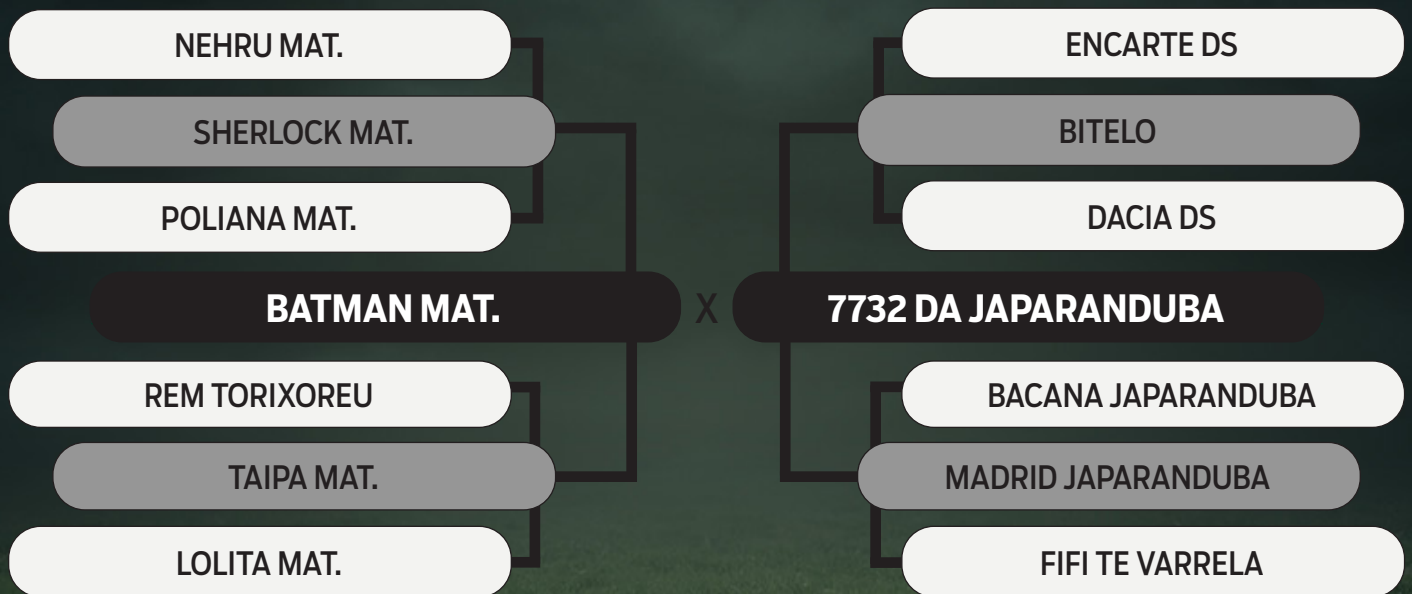 NEHRU MAT.
SHERLOCK MAT.
POLIANA MAT.
BATMAN MAT.
REM TORIXOREU
TAIPA MAT.
LOLITA MAT.
X
ENCARTE DS
BITELO
DACIA DS
7732 DA JAPARANDUBA
BACANA JAPARANDUBA
MADRID JAPARANDUBA
FIFI TE VARRELA